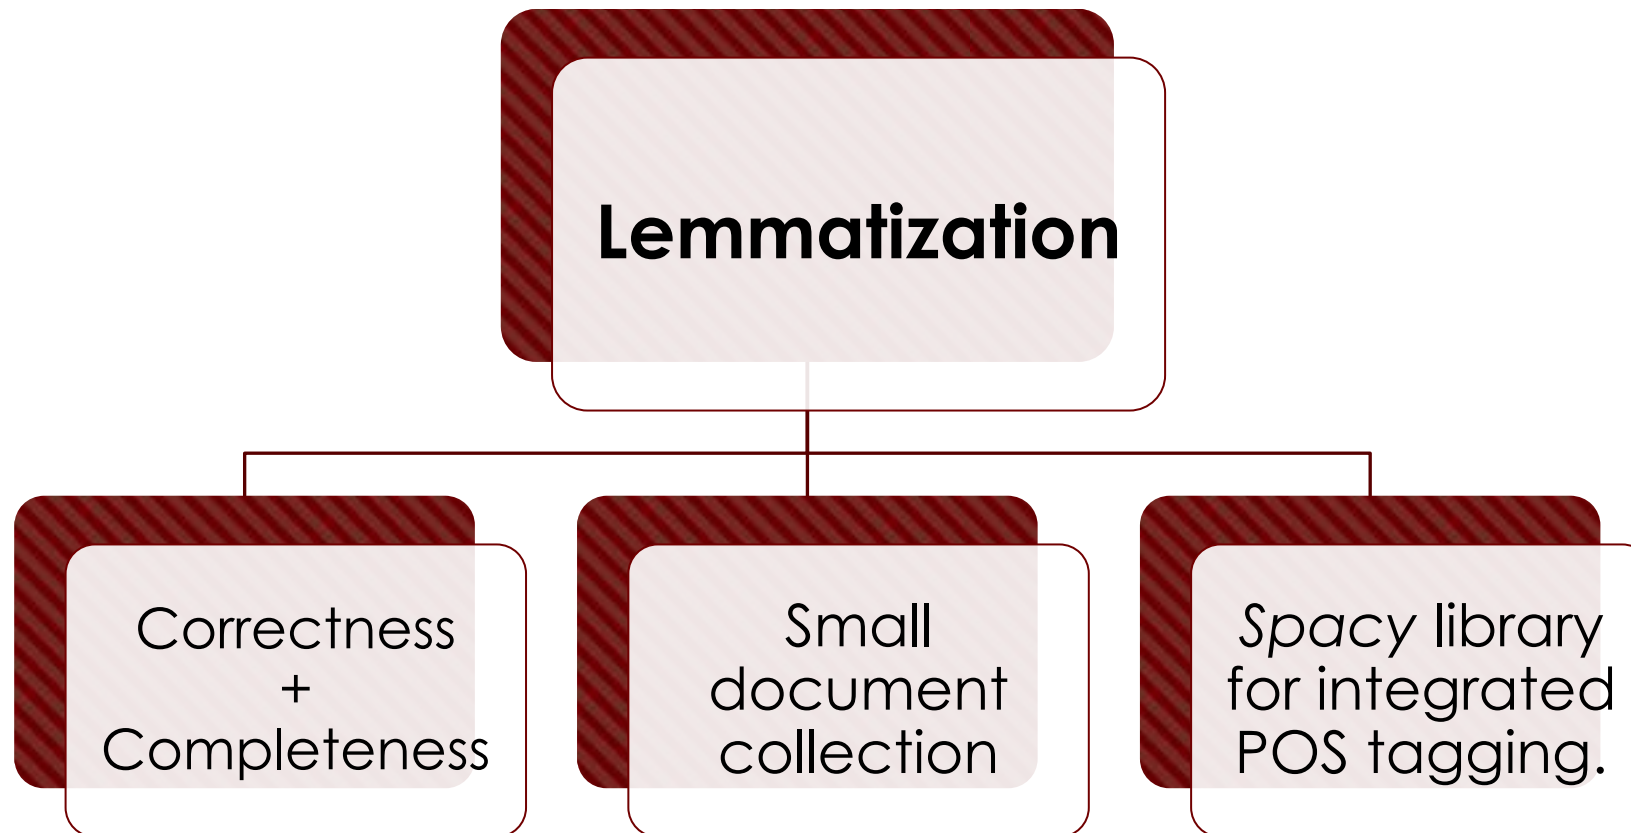 Lemmatization
Correctness
+
Completeness
Small
document
collection
Spacy library
for integrated
POS tagging.